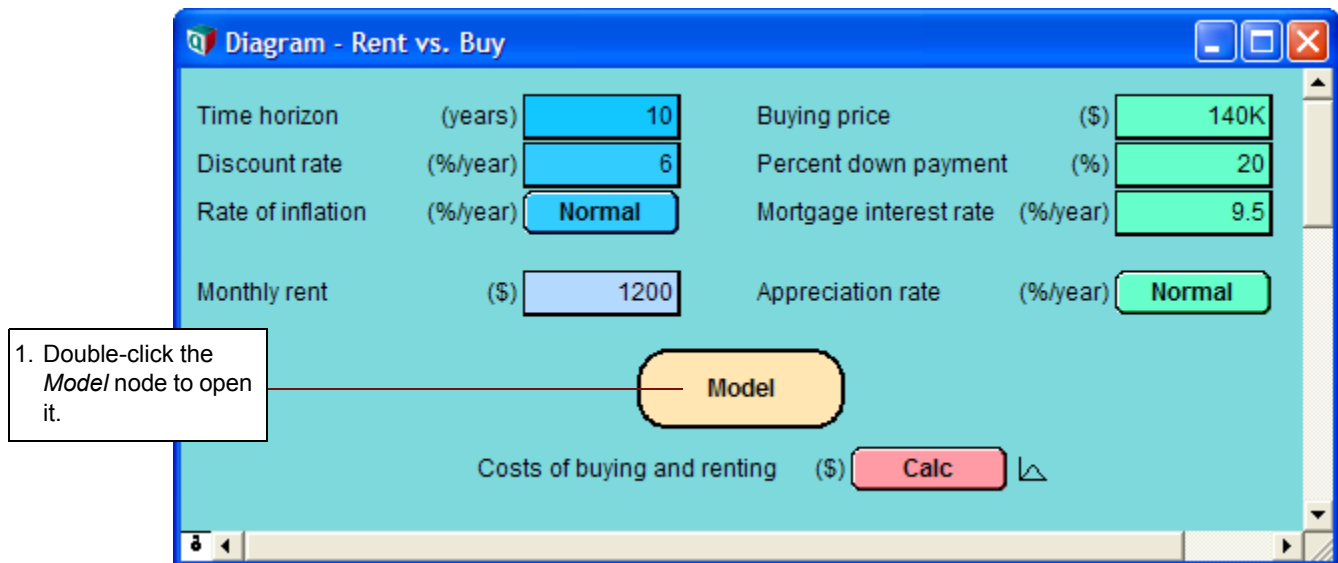 Diagram - Rent vs. Buy
Time horizon (years) 10 Buying price ($) 140K
Discount rate (%/year) 6 Percent down payment (%) 20
Rate of inflation (%/year) Normal Mortgage interest rate (%/year) 9.5
Monthly rent ($) 1200 Appreciation rate (%/year) Normal
1. Double-click the
Model node to open
it.
Model
Costs of buying and renting ($) Calc